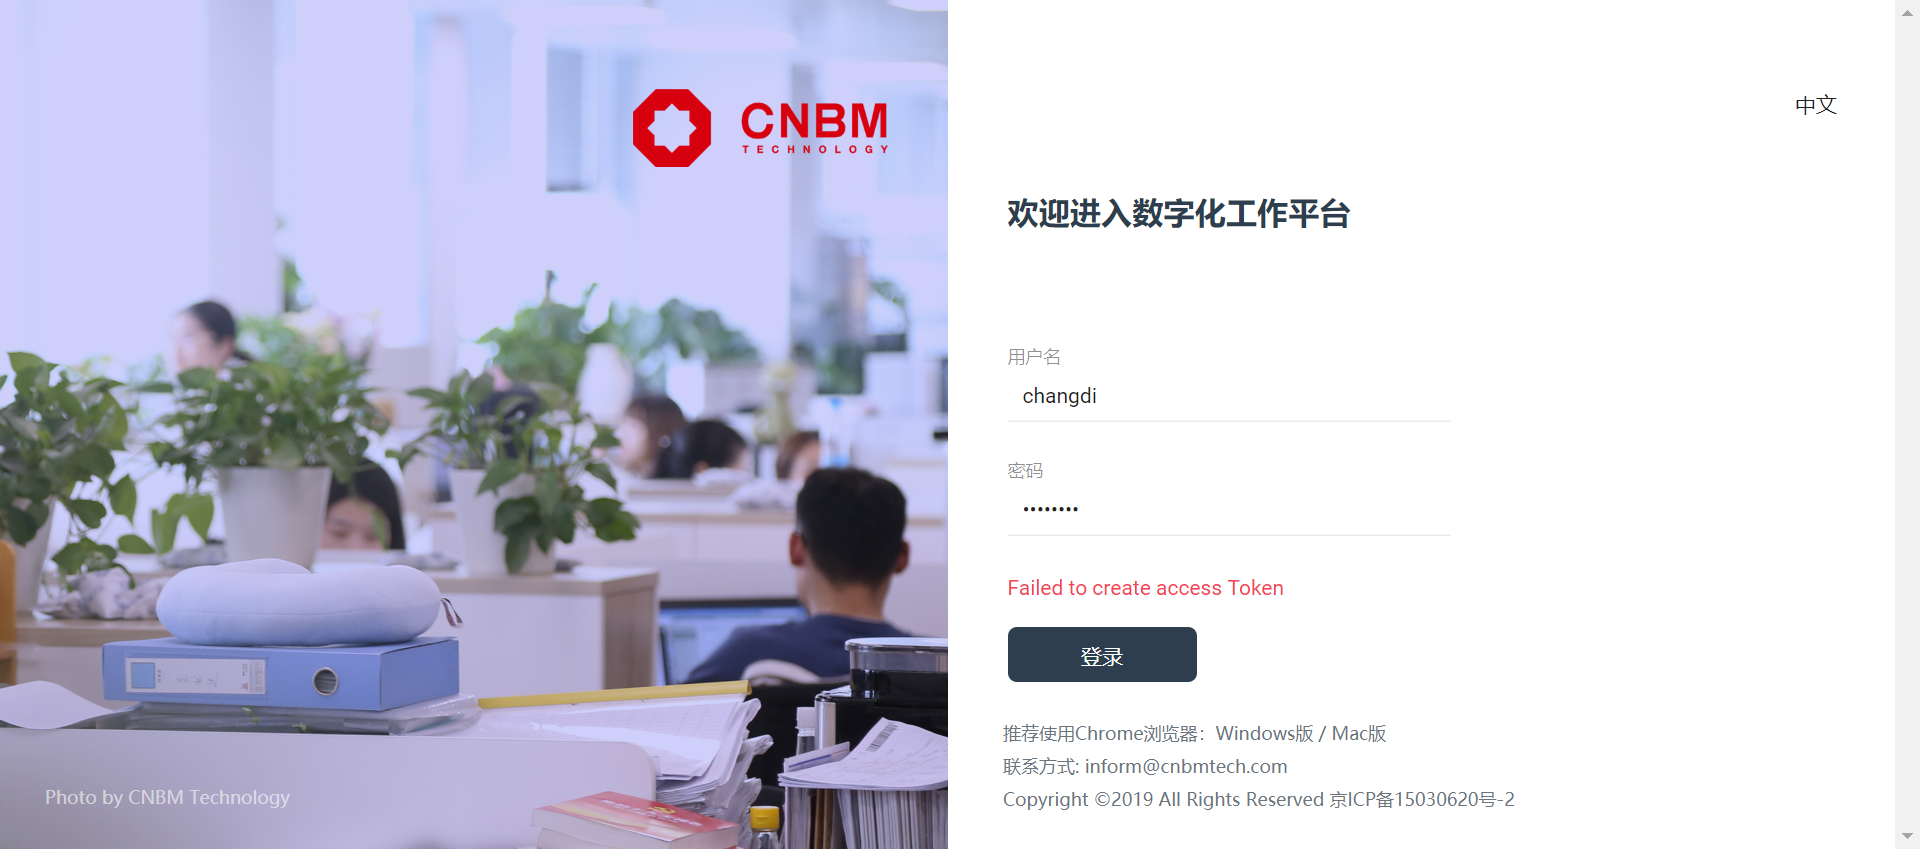 CNBM
TECHNOLOGY
Photo by CNBM Technology
中文
欢迎进入数字化工作平台
用户名
changdi
密码
••••••••
Failed to create access Token
登录
推荐使用Chrome浏览器：Windows版 / Mac版
联系方式: inform@cnbmtech.com
Copyright ©2019 All Rights Reserved 京ICP备15030620号-2